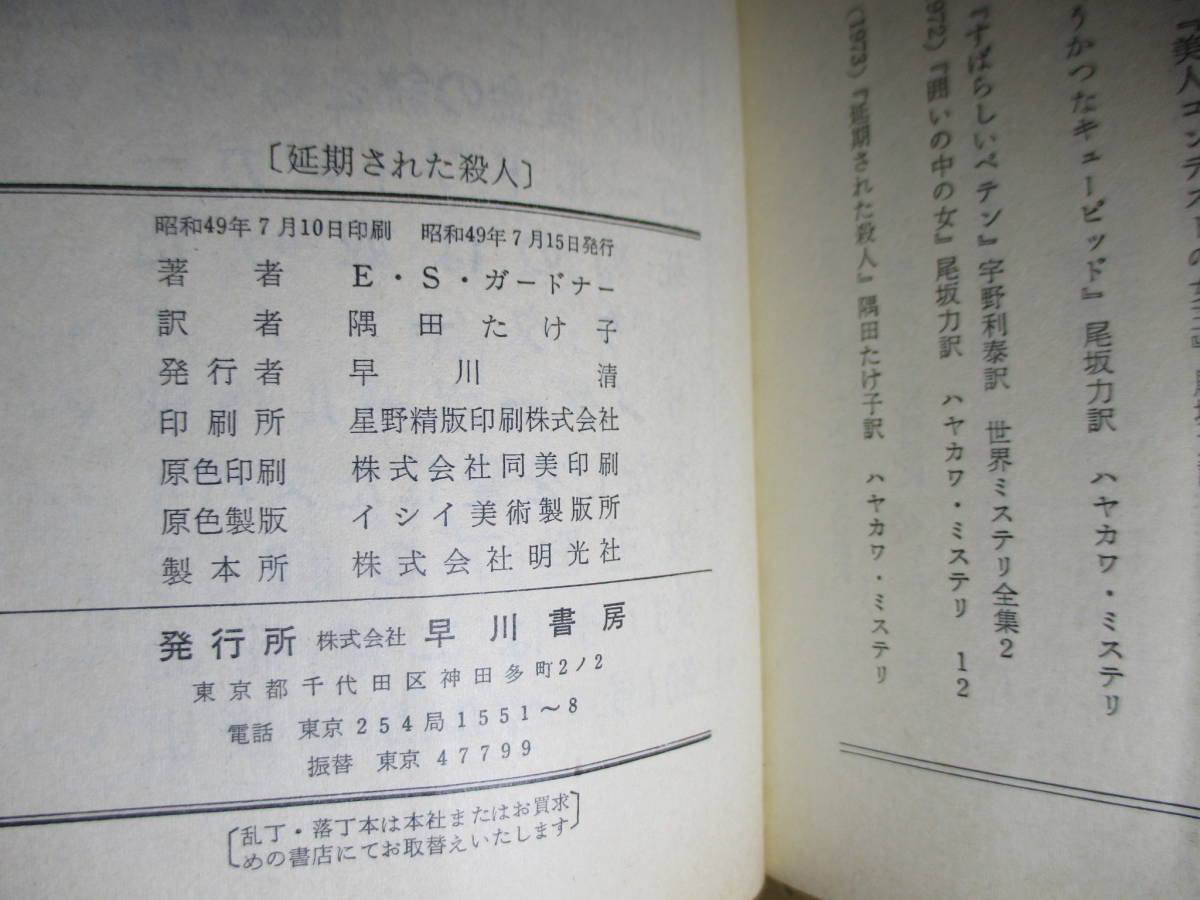 〔延期された殺人〕
昭和49年7月10日印刷　昭和49年7月15日発行
著者　E・S・ガードナー
訳者　隅田たけ子
発行者　早川清
印刷所　星野精版印刷株式会社
原色印刷　株式会社同美印刷
原色製版　イシイ美術製版所
製本所　株式会社明光社
発行所　株式会社　早川書房
東京都千代田区神田多町2ノ2
電話　東京254局1551〜8
振替　東京47799
〔乱丁・落丁本は本社またはお買求
めの書店にてお取替えいたします〕
『美人コンテストの女王』
うかつなキューピッド』尾坂力訳　ハヤカワ・ミステリ
『すばらしいペテン』宇野利泰訳　世界ミステリ全集2
972)『囲いの中の女』尾坂力訳　ハヤカワ・ミステリ　12
(1973)『延期された殺人』隅田たけ子訳　ハヤカワ・ミステリ